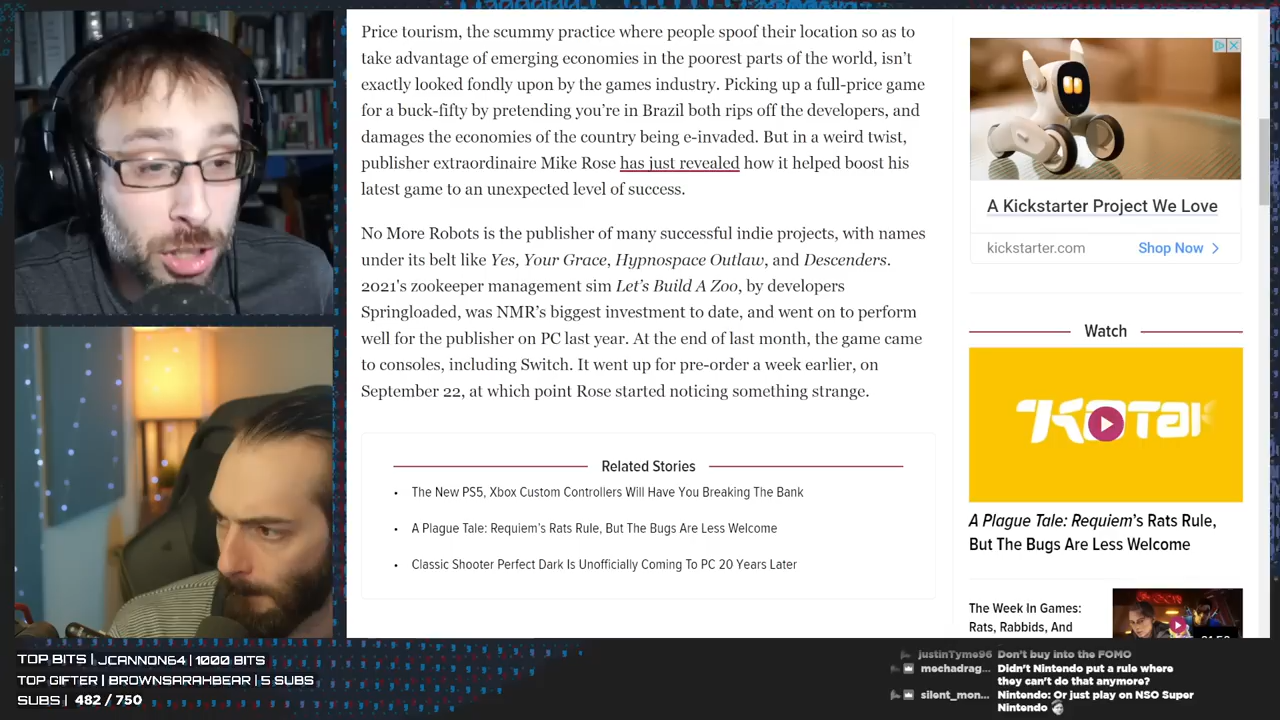 Price tourism, the scummy practice where people spoof their location so as to
take advantage of emerging economies in the poorest parts of the world, isn’t
exactly looked fondly upon by the games industry. Picking up a full-price game
for a buck-fifty by pretending you’re in Brazil both rips off the developers, and
damages the economies of the country being e-invaded. But in a weird twist,
publisher extraordinaire Mike Rose has just revealed how it helped boost his
latest game to an unexpected level of success.
No More Robots is the publisher of many successful indie projects, with names
under its belt like Yes, Your Grace, Hypnospace Outlaw, and Descenders.
2021's zookeeper management sim Let’s Build A Zoo, by developers
Springloaded, was NMR’s biggest investment to date, and went on to perform
well for the publisher on PC last year. At the end of last month, the game came
to consoles, including Switch. It went up for pre-order a week earlier, on
September 22, at which point Rose started noticing something strange.
Related Stories
• The New PS5, Xbox Custom Controllers Will Have You Breaking The Bank
• A Plague Tale: Requiem’s Rats Rule, But The Bugs Are Less Welcome
• Classic Shooter Perfect Dark Is Unofficially Coming To PC 20 Years Later
A Kickstarter Project We Love
kickstarter.com Shop Now
Watch
A Plague Tale: Requiem’s Rats Rule,
But The Bugs Are Less Welcome
The Week In Games:
Rats, Rabbids, And
TOP BITS | JCANNON64 | 1000 BITS
TOP GIFTER | BROWNSARAHBEAR | 5 SUBS
SUBS | 482 / 750
justinTyme96 Don't buy into the FOMO
mechadrag... Didn't Nintendo put a rule where
they can't do that anymore?
silent_mon... Nintendo: Or just play on NSO Super
Nintendo